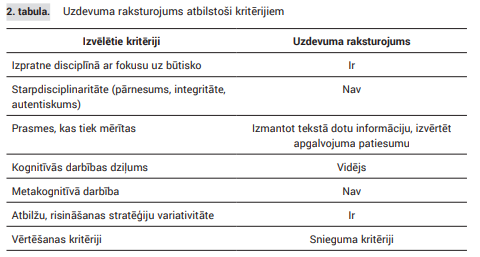 2. tabula. Uzdevuma raksturojums atbilstoši kritērijiem
Izvēlētie kritēriji Uzdevuma raksturojums
Izpratne disciplīnā ar fokusu uz būtisko Ir
Starpdisciplinaritāte (pārnesums, integritāte, Nav
autentiskums)
Prasmes, kas tiek mērītas Izmantot tekstā dotu informāciju, izvērtēt
apgalvojuma patiesumu
Kognitīvās darbības dziļums Vidējs
Metakognitīvā darbība Nav
Atbilžu, risināšanas stratēģiju variativitāte Ir
Vērtēšanas kritēriji Snieguma kritēriji